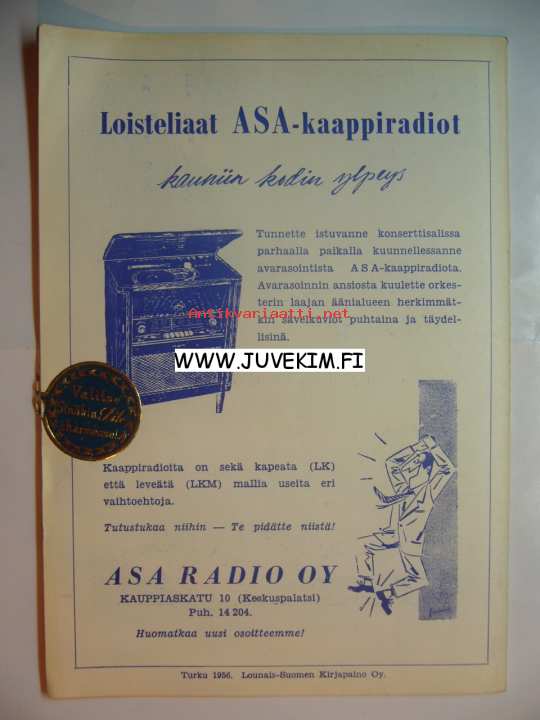 Loisteliaat ASA-kaappiradiot
kauniin kodin ylpeys
Tunnette istuvanne konserttisalissa
parhaalla paikalla kuunnellessanne
avarasointista ASA-kaappiradiota.
Avarasoinnin ansiosta kuulette orkes-
terin laajan äänialueen herkimmät-
antikvariaatti.net
kin sävelkuviot puhtaina ja täydel-
lisinä.
WWW.JUVEKIM.FI
Valitse
Kaappiradioita on sekä kapeata (LK)
että leveätä (LKM) mallia useita eri
vaihtoehtoja.
Tutustukaa niihin — Te pidätte niistä!
ASA RADIO OY
KAUPPIASKATU 10 (Keskuspalatsi)
Puh. 14 204.
Huomatkaa uusi osoitteemme!
Turku 1956. Lounais-Suomen Kirjapaino Oy.